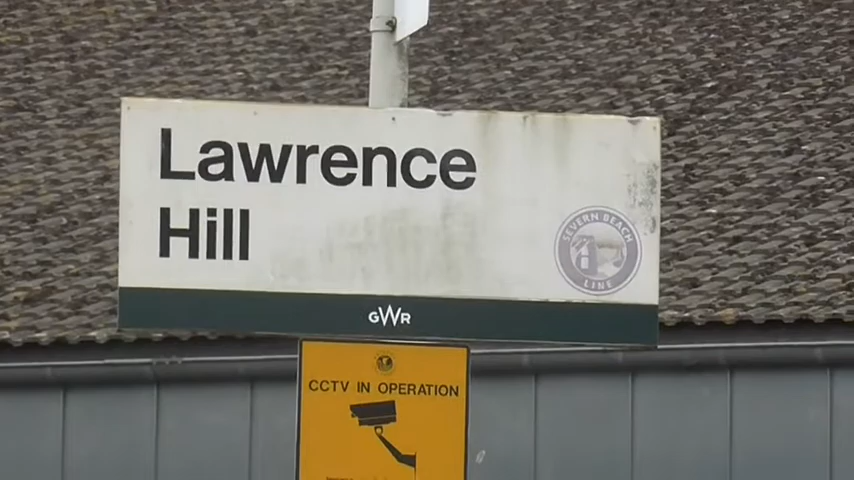 Lawrence
Hill
SEVERN BEACH
LINE
GWR
CCTV IN OPERATION